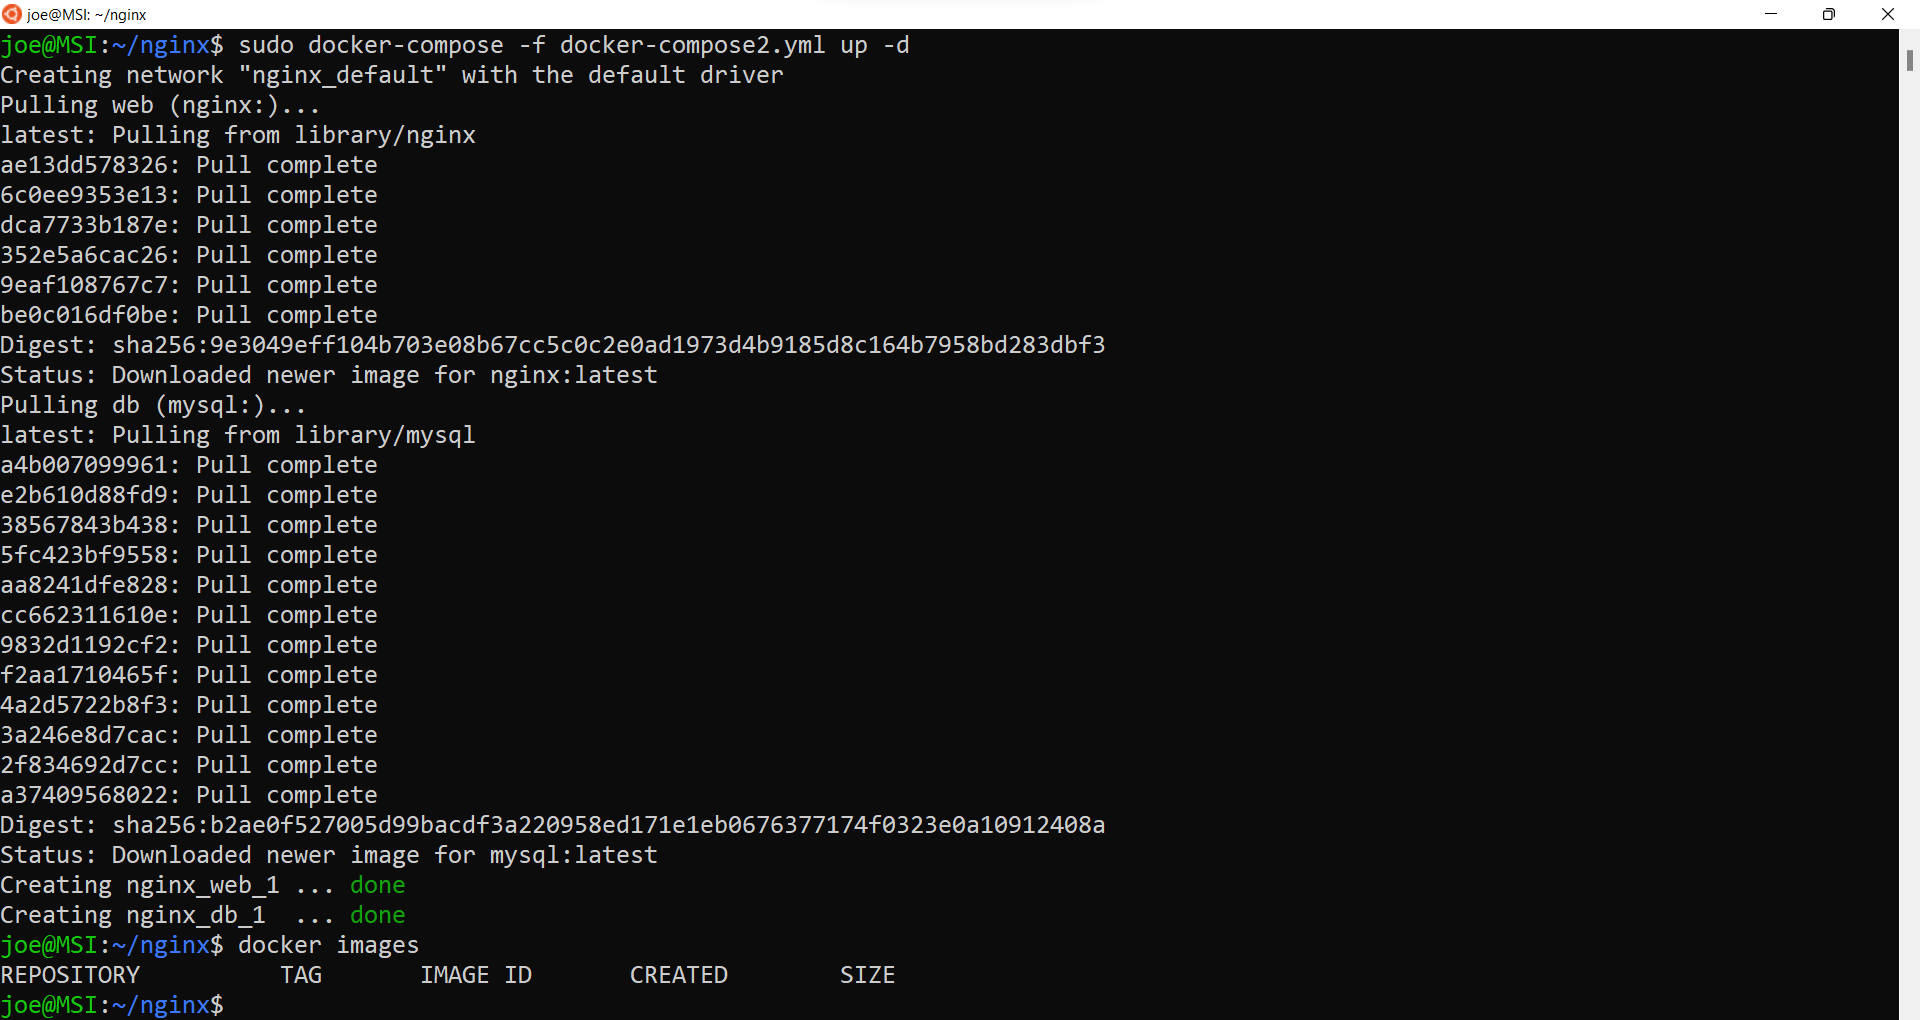 joe@MSI: ~/nginx
joe@MSI:~/nginx$ sudo docker-compose -f docker-compose2.yml up -d
Creating network "nginx_default" with the default driver
Pulling web (nginx:)...
latest: Pulling from library/nginx
ae13dd578326: Pull complete
6c0ee9353e13: Pull complete
dca7733b187e: Pull complete
352e5a6cac26: Pull complete
9eaf108767c7: Pull complete
be0c016df0be: Pull complete
Digest: sha256:9e3049eff104b703e08b67cc5c0c2e0ad1973d4b9185d8c164b7958bd283dbf3
Status: Downloaded newer image for nginx:latest
Pulling db (mysql:)...
latest: Pulling from library/mysql
a4b007099961: Pull complete
e2b610d88fd9: Pull complete
38567843b438: Pull complete
5fc423bf9558: Pull complete
aa8241dfe828: Pull complete
cc662311610e: Pull complete
9832d1192cf2: Pull complete
f2aa1710465f: Pull complete
4a2d5722b8f3: Pull complete
3a246e8d7cac: Pull complete
2f834692d7cc: Pull complete
a37409568022: Pull complete
Digest: sha256:b2ae0f527005d99bacdf3a220958ed171e1eb0676377174f0323e0a10912408a
Status: Downloaded newer image for mysql:latest
Creating nginx_web_1 ... done
Creating nginx_db_1  ... done
joe@MSI:~/nginx$ docker images
REPOSITORY          TAG       IMAGE ID       CREATED        SIZE
joe@MSI:~/nginx$